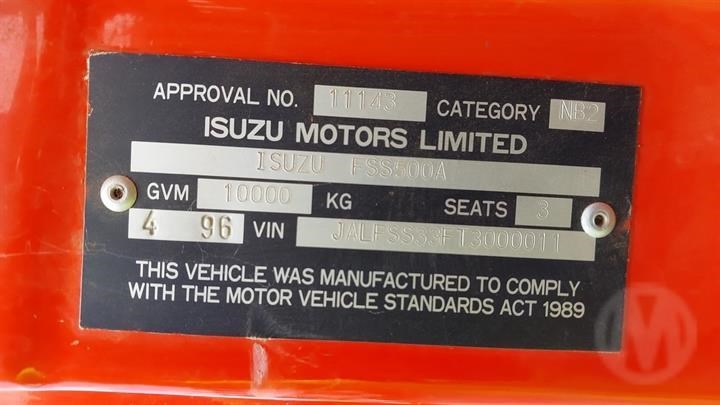 APPROVAL NO. 11143 CATEGORY NB2
ISUZU MOTORS LIMITED
ISUZU FSS500A
GVM 10000 KG SEATS 3
4 96 VIN JALFSS33FT3000011
THIS VEHICLE WAS MANUFACTURED TO COMPLY
WITH THE MOTOR VEHICLE STANDARDS ACT 1989
M